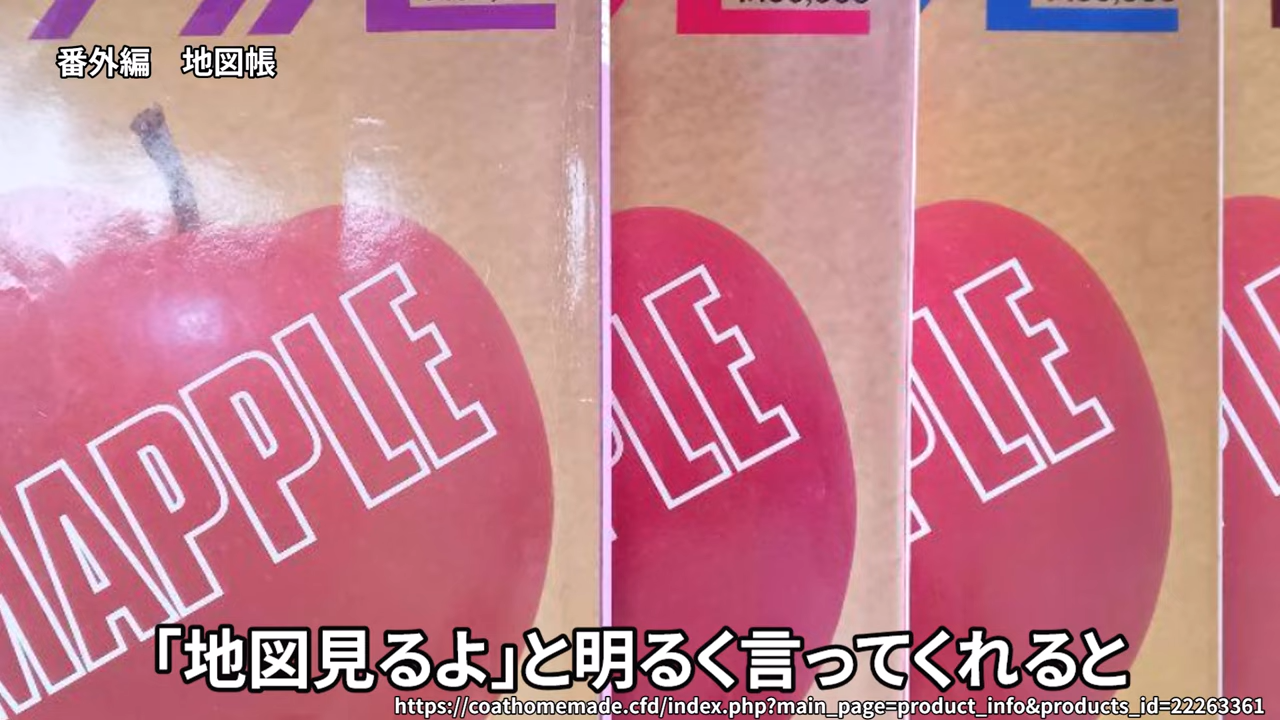 番外編　地図帳
MAPPLE
PLE
PLE
「地図見るよ」と明るく言ってくれると
https://coathomemade.cfd/index.php?main_page=product_info&products_id=22263361